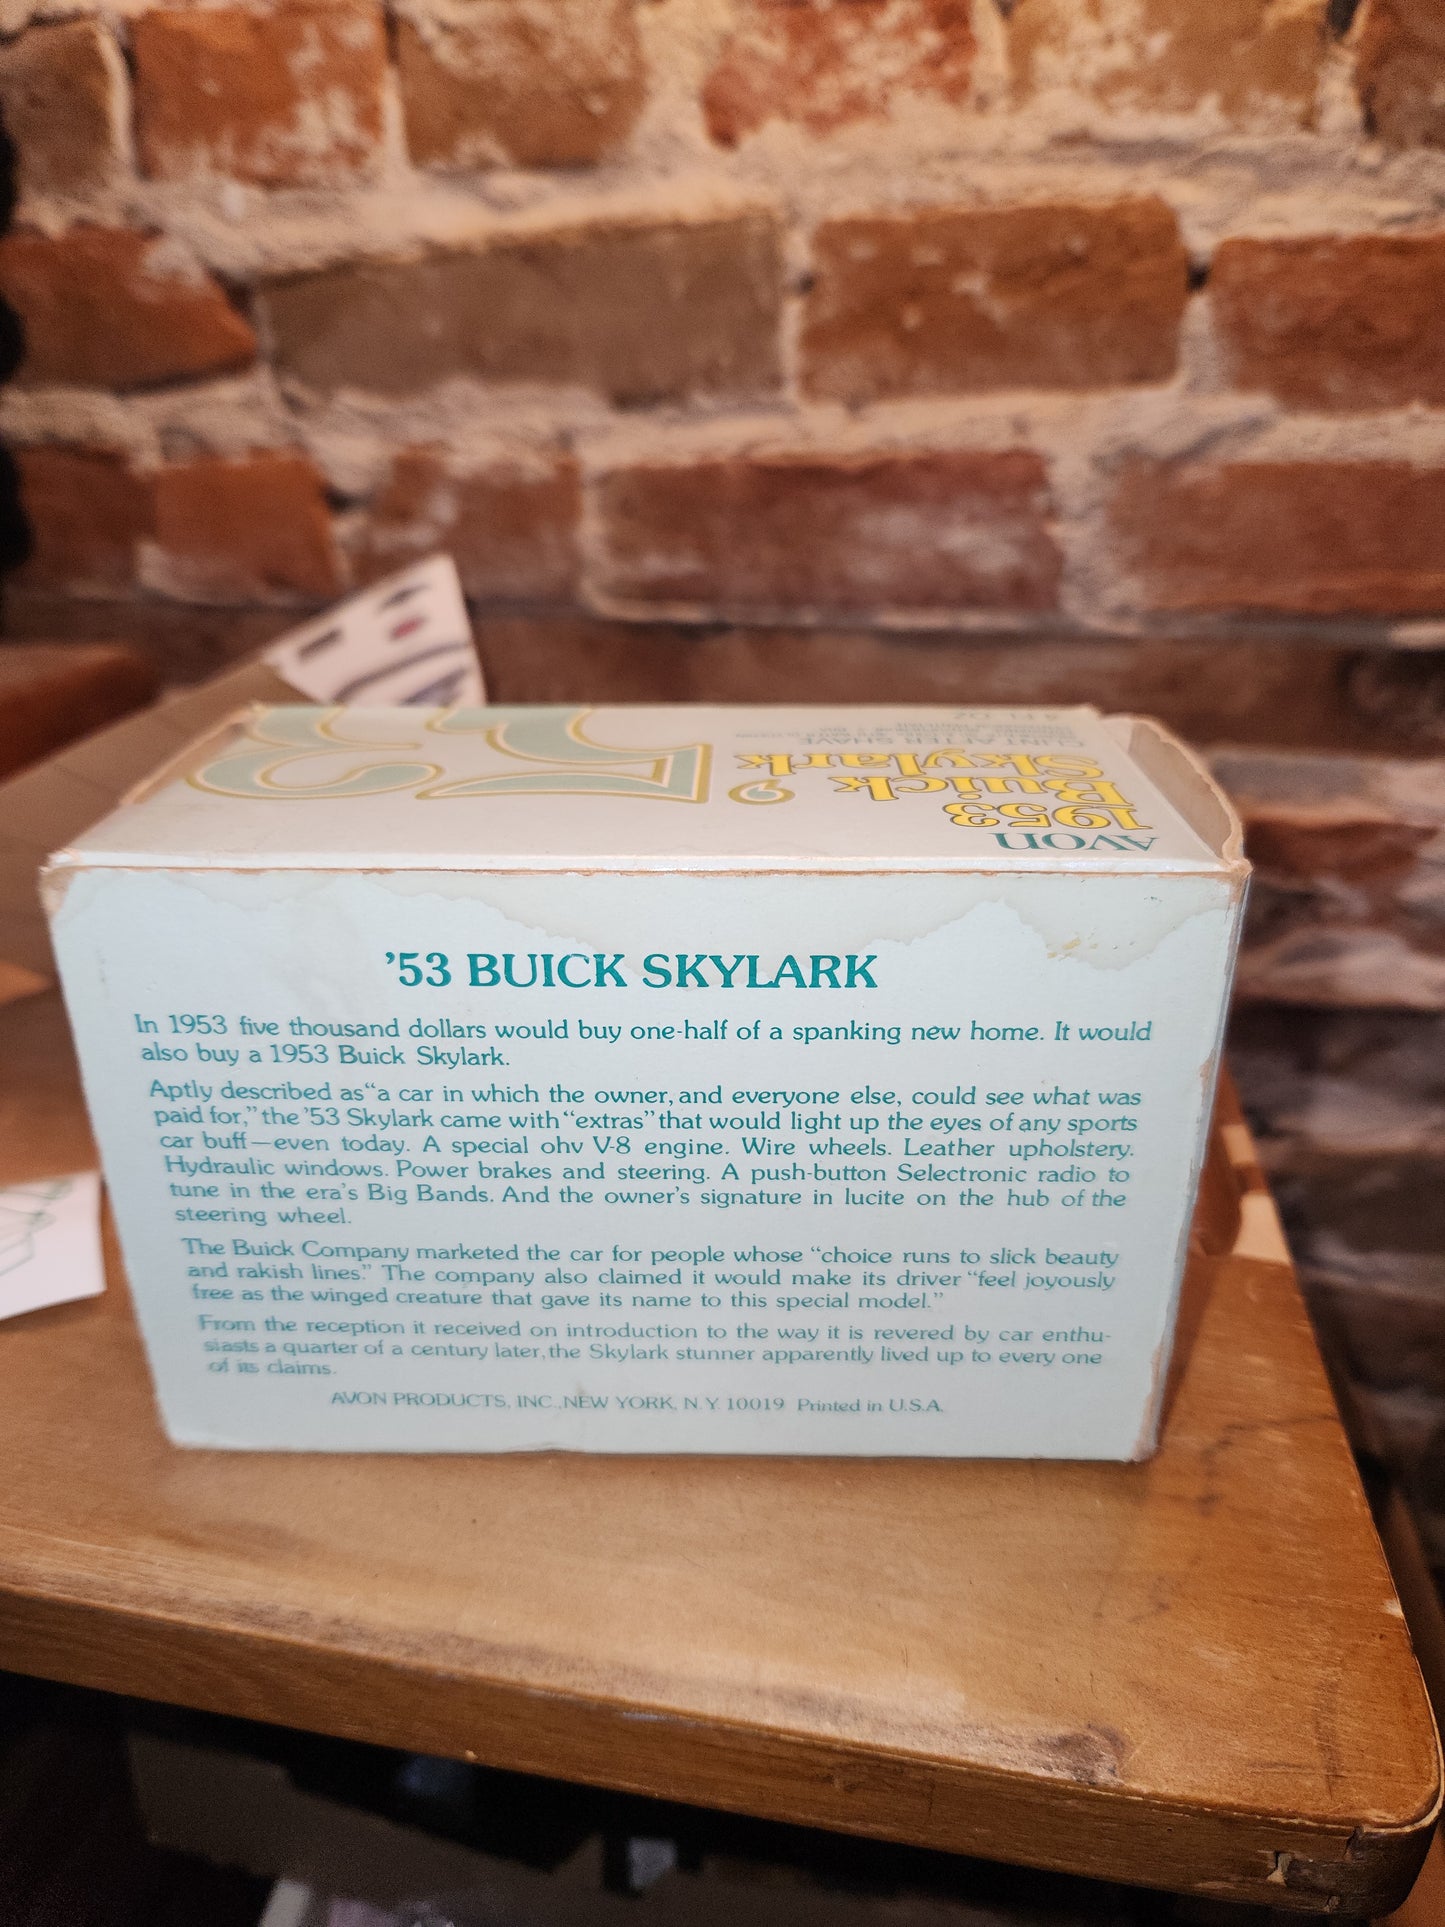 AVON
1953
Buick
Skylark
CLINT AFTER SHAVE
4 FL. OZ.
'53
'53 BUICK SKYLARK
In 1953 five thousand dollars would buy one-half of a spanking new home. It would
also buy a 1953 Buick Skylark.
Aptly described as "a car in which the owner, and everyone else, could see what was
paid for," the '53 Skylark came with "extras" that would light up the eyes of any sports
car buff—even today. A special ohv V-8 engine. Wire wheels. Leather upholstery.
Hydraulic windows. Power brakes and steering. A push-button Selectronic radio to
tune in the era's Big Bands. And the owner's signature in lucite on the hub of the
steering wheel.
The Buick Company marketed the car for people whose "choice runs to slick beauty
and rakish lines." The company also claimed it would make its driver "feel joyously
free as the winged creature that gave its name to this special model."
From the reception it received on introduction to the way it is revered by car enthu-
siasts a quarter of a century later, the Skylark stunner apparently lived up to every one
of its claims.
AVON PRODUCTS, INC., NEW YORK, N.Y. 10019 Printed in U.S.A.